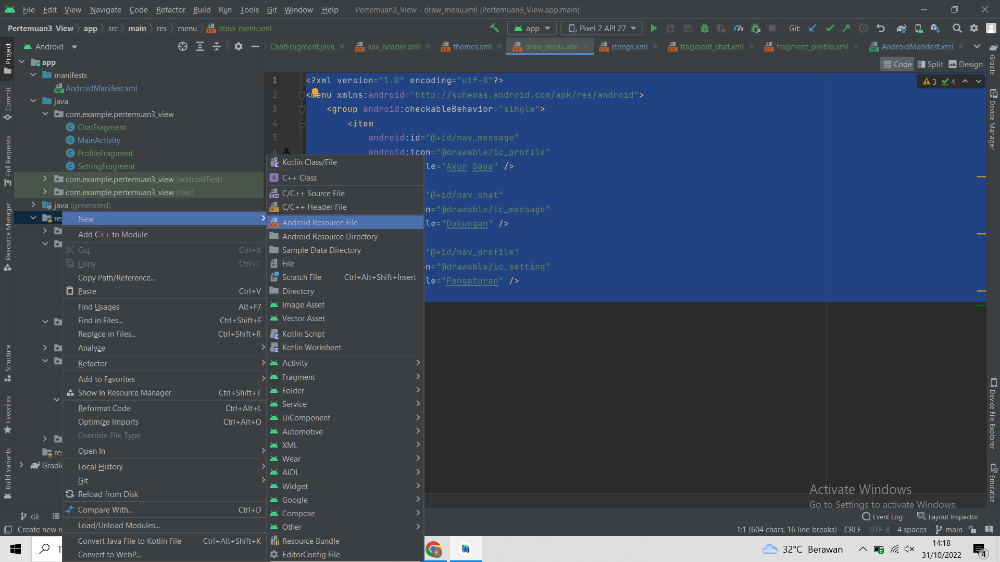 File Edit View Navigate Code Refactor Build Run Tools Git Window Help Pertemuan3_View - draw_menu.xml [Pertemuan3_View.app.main]
Pertemuan3_View app src main res menu draw_menu.xml app Pixel 2 API 27 Git:
Android ChatFragment.java nav_header.xml themes.xml draw_menu.xml strings.xml fragment_chat.xml fragment_profile.xml AndroidManifest.xml
Code Split Design
Project
Commit
Pull Requests
Resource Manager
Structure
Favorites
Build Variants
app
manifests
AndroidManifest.xml
java
com.example.pertemuan3_view
ChatFragment
MainActivity
ProfileFragment
SettingFragment
com.example.pertemuan3_view (androidTest)
com.example.pertemuan3_view (test)
java (generated)
res
res
Gradle
1 <?xml version="1.0" encoding="utf-8"?>
2 <menu xmlns:android="http://schemas.android.com/apk/res/android">
3 <group android:checkableBehavior="single">
4 <item
5 android:id="@+id/nav_message"
6 android:icon="@drawable/ic_profile"
le="Akun Saya" />
"@+id/nav_chat"
n="@drawable/ic_message"
le="Dukungan" />
"@+id/nav_profile"
n="@drawable/ic_setting"
le="Pengaturan" />
3 4
New
Add C++ to Module
Cut Ctrl+X
Copy Ctrl+C
Copy Path/Reference...
Paste Ctrl+V
Find Usages Alt+F7
Find in Files... Ctrl+Shift+F
Replace in Files... Ctrl+Shift+R
Analyze
Refactor
Add to Favorites
Show In Resource Manager Ctrl+Shift+T
Reformat Code Ctrl+Alt+L
Optimize Imports Ctrl+Alt+O
Override File Type
Open In
Local History
Git
Reload from Disk
Compare With... Ctrl+D
Load/Unload Modules...
Convert Java File to Kotlin File Ctrl+Alt+Shift+K
Convert to WebP...
Kotlin Class/File
C++ Class
C/C++ Source File
C/C++ Header File
Android Resource File
Android Resource Directory
Sample Data Directory
File
Scratch File Ctrl+Alt+Shift+Insert
Directory
Image Asset
Vector Asset
Kotlin Script
Kotlin Worksheet
Activity
Fragment
Folder
Service
UiComponent
Automotive
XML
Wear
AIDL
Widget
Google
Compose
Other
Resource Bundle
EditorConfig File
Gradle
Device Manager
Device File Explorer
Emulator
Activate Windows
Go to Settings to activate Windows.
Git Event Log Layout Inspector
Create new re 1:1 (604 chars, 16 line breaks) CRLF UTF-8 4 spaces main
T F 32°C Berawan 14:18
31/10/2022 4